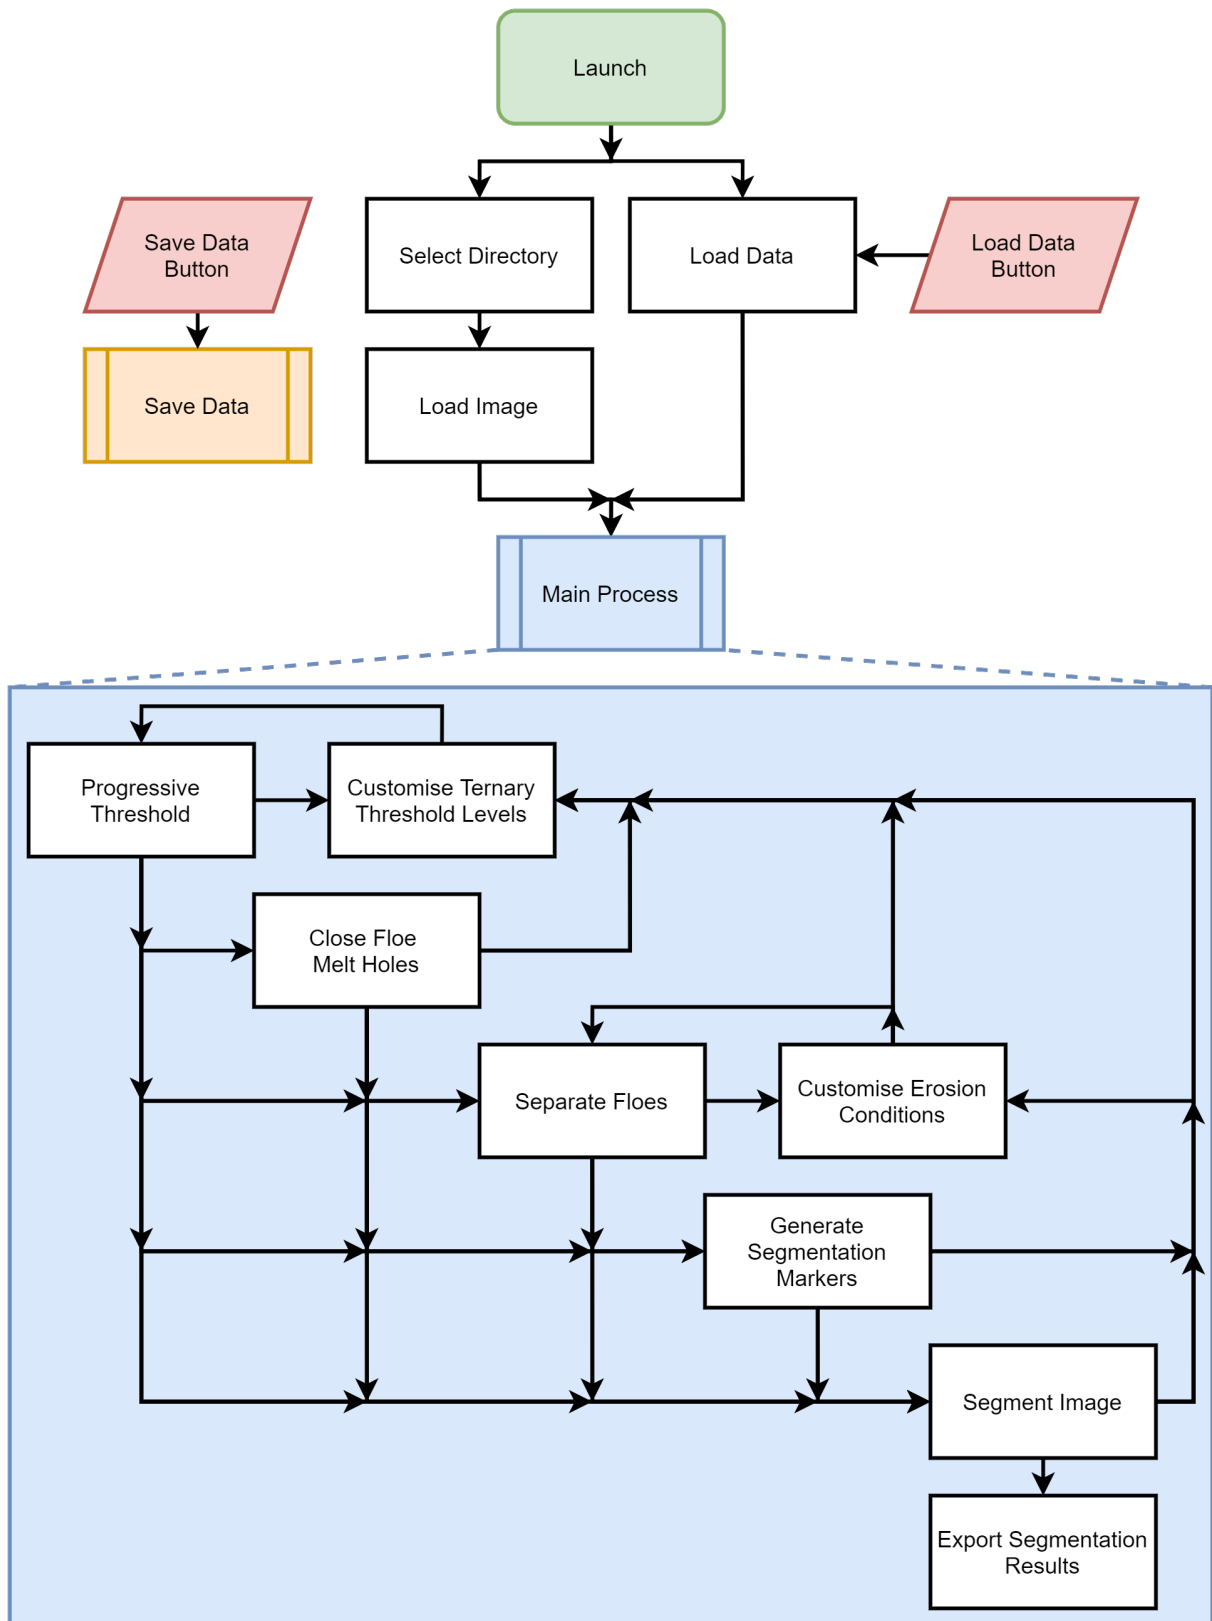 Launch
Save Data
Button
Select Directory
Load Data
Load Data
Button
Save Data
Load Image
Main Process
Progressive
Threshold
Customise Ternary
Threshold Levels
Close Floe
Melt Holes
Separate Floes
Customise Erosion
Conditions
Generate
Segmentation
Markers
Segment Image
Export Segmentation
Results